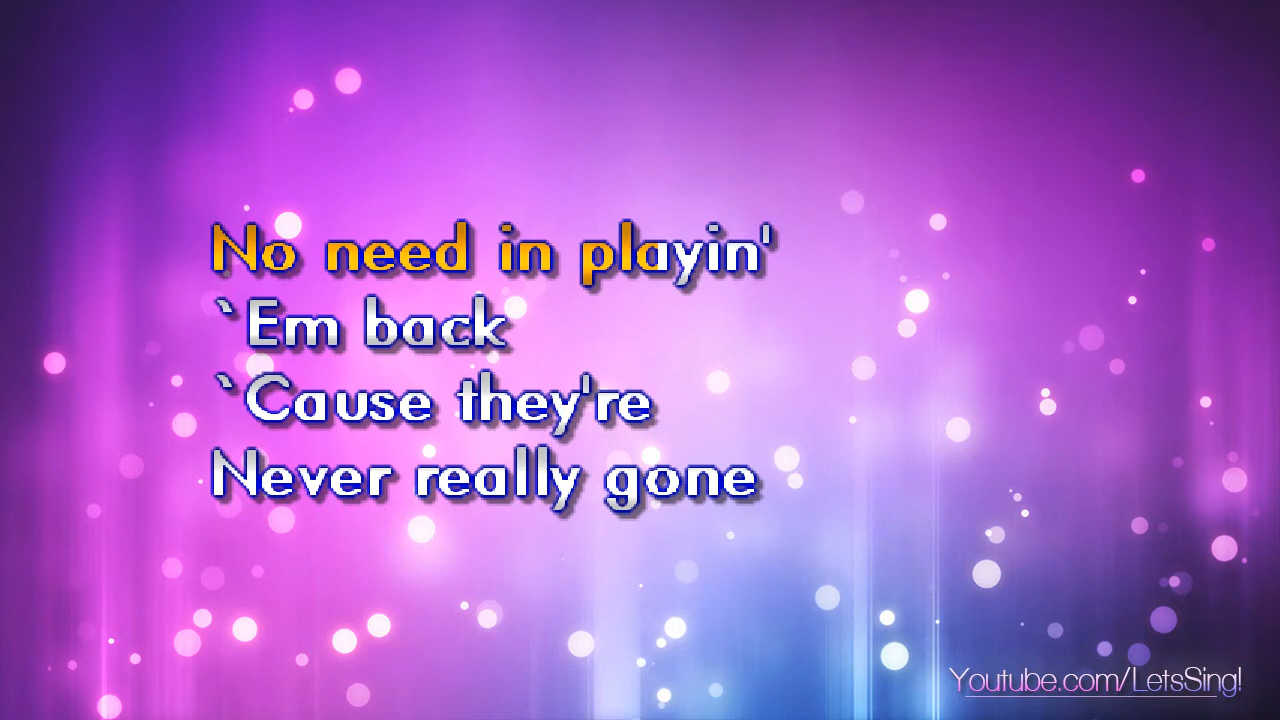 No need in playin'
`Em back
`Cause they're
Never really gone
Youtube.com/LetsSing!